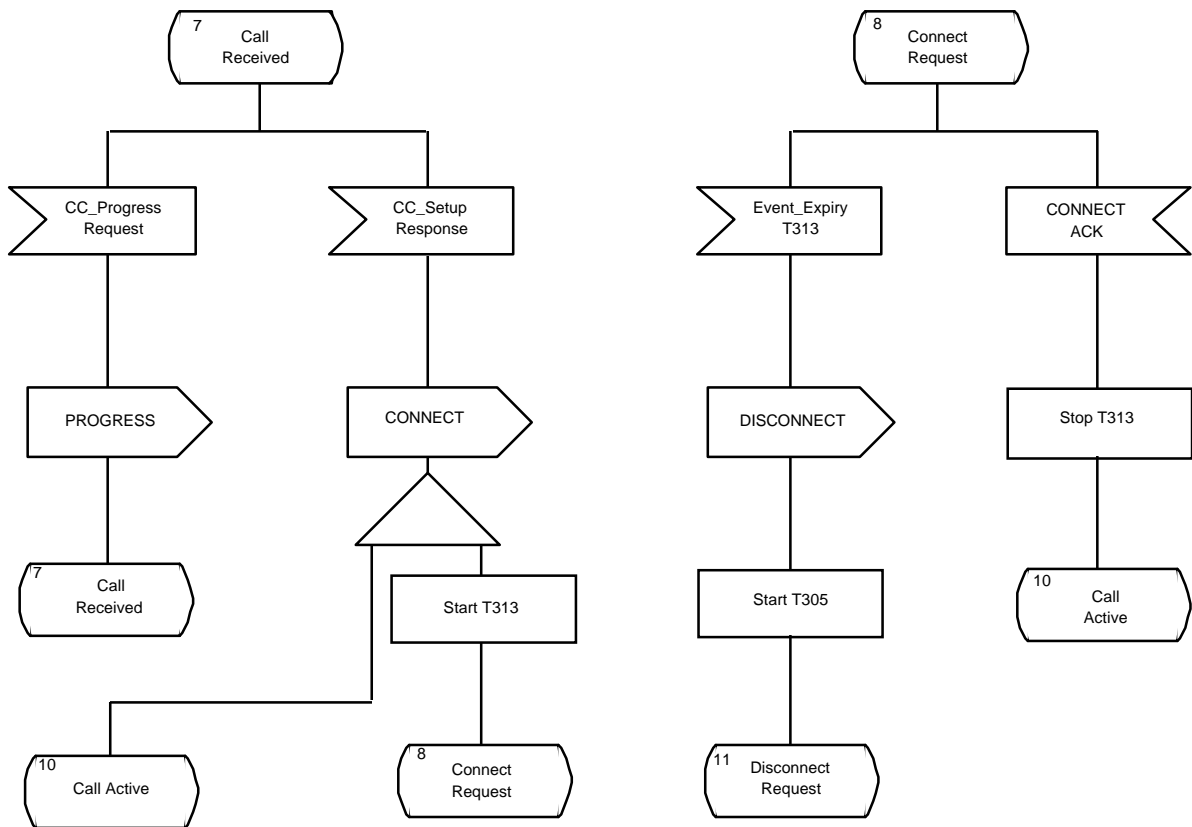 7
Call
Received
8
Connect
Request
CC_Progress
Request
CC_Setup
Response
Event_Expiry
T313
CONNECT
ACK
PROGRESS
CONNECT
DISCONNECT
Stop T313
7
Call
Received
Start T313
Start T305
10
Call
Active
10
Call Active
8
Connect
Request
11
Disconnect
Request